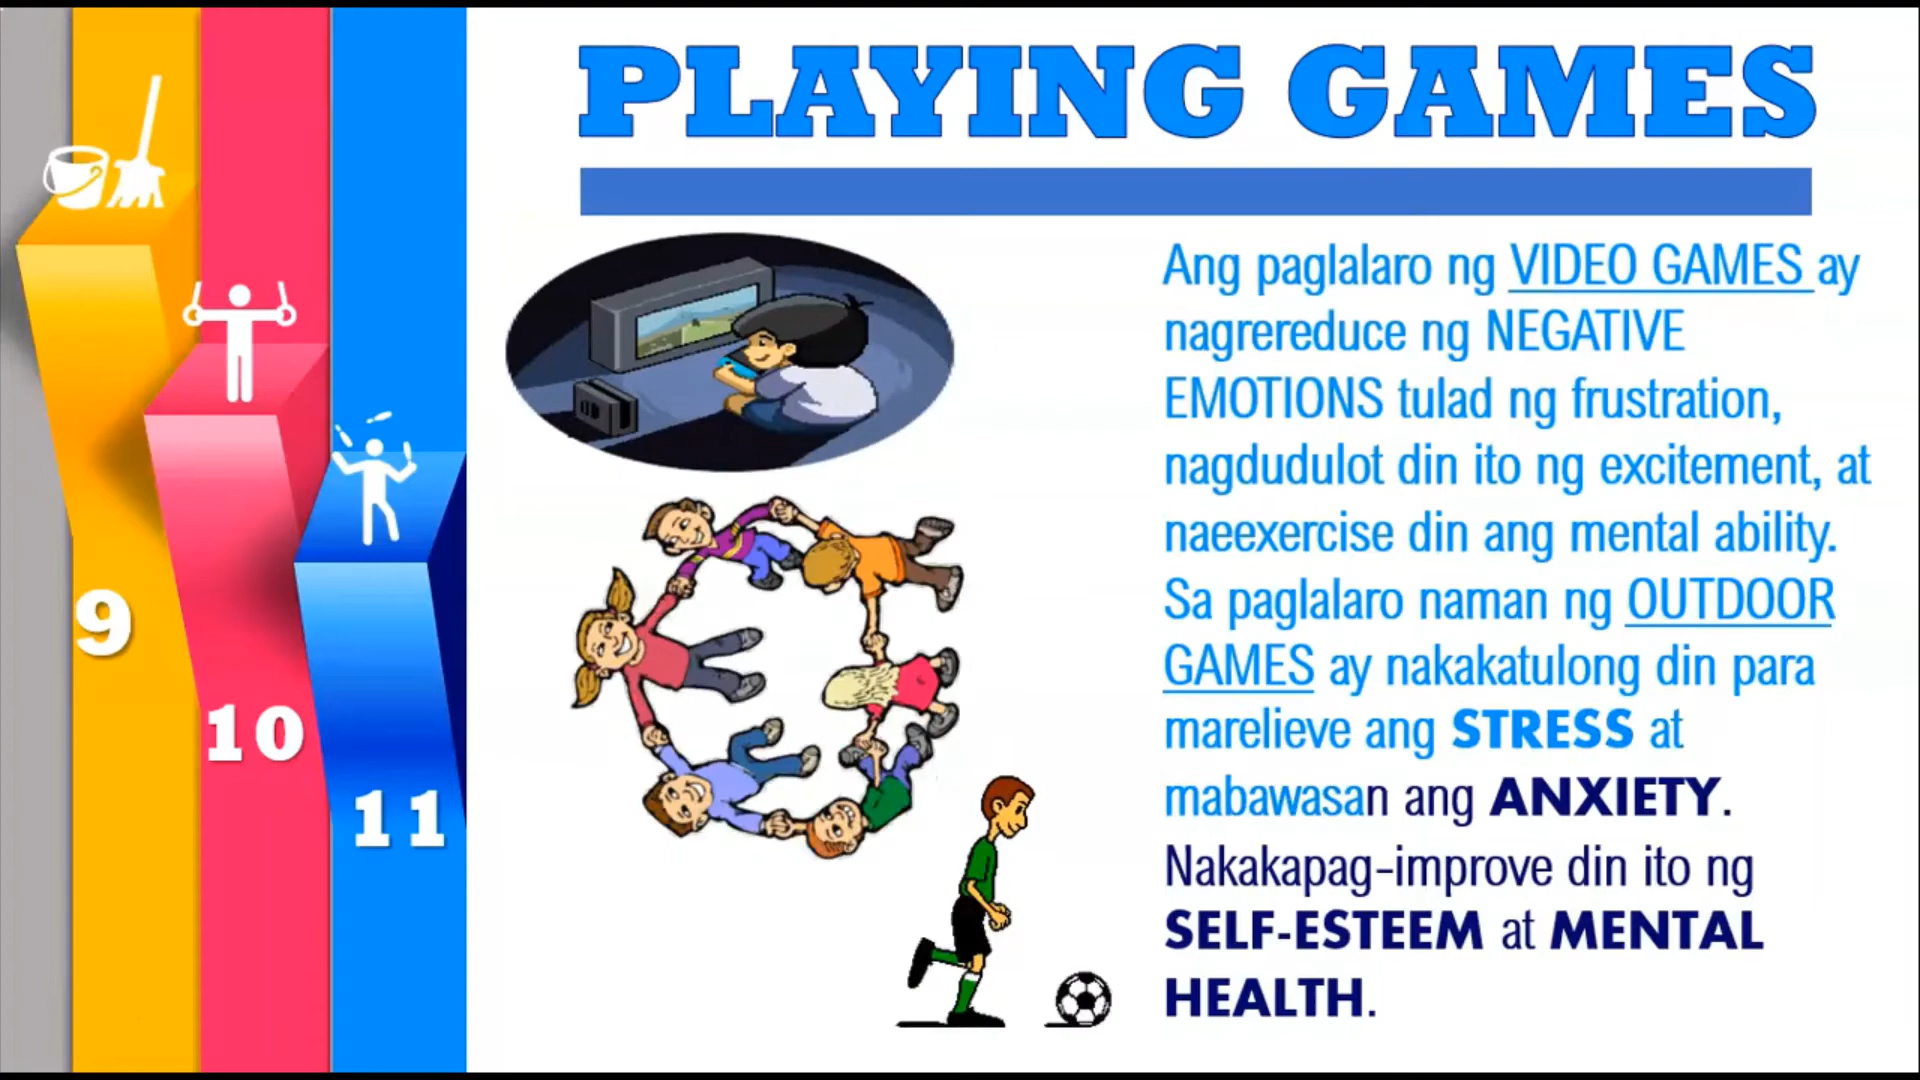 PLAYING GAMES
Ang paglalaro ng VIDEO GAMES ay
nagrereduce ng NEGATIVE
EMOTIONS tulad ng frustration,
nagdudulot din ito ng excitement, at
naeexercise din ang mental ability.
Sa paglalaro naman ng OUTDOOR
GAMES ay nakakatulong din para
marelieve ang STRESS at
mabawasan ang ANXIETY.
Nakakapag-improve din ito ng
SELF-ESTEEM at MENTAL
HEALTH.
9
10
11